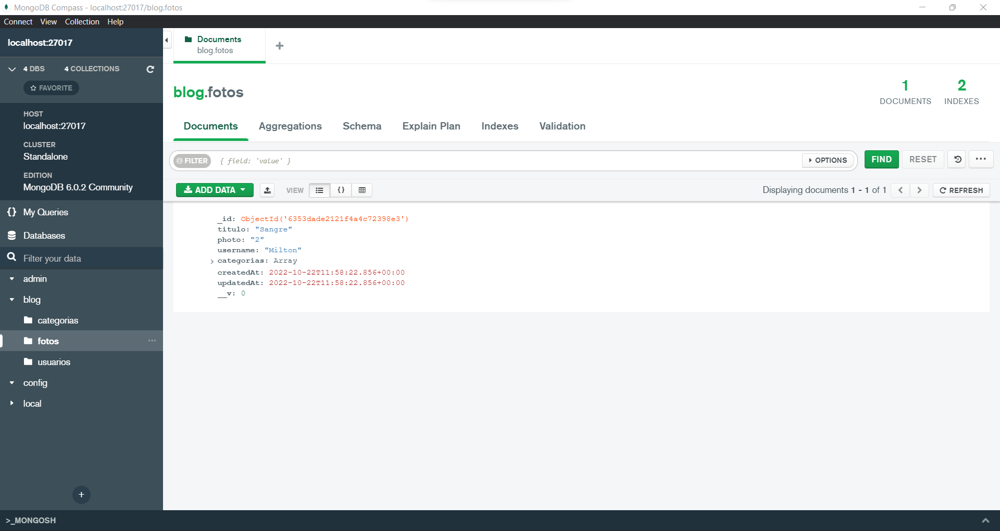 MongoDB Compass - localhost:27017/blog.fotos
Connect View Collection Help
localhost:27017
4 DBS 4 COLLECTIONS
FAVORITE
HOST
localhost:27017
CLUSTER
Standalone
EDITION
MongoDB 6.0.2 Community
{} My Queries
Databases
Filter your data
admin
blog
categorias
fotos ...
usuarios
config
local
+
Documents
blog.fotos
+
blog.fotos
1
DOCUMENTS
2
INDEXES
Documents Aggregations Schema Explain Plan Indexes Validation
FILTER { field: 'value' } OPTIONS FIND RESET ...
ADD DATA VIEW {} Displaying documents 1 - 1 of 1 < > REFRESH
_id: ObjectId('6353dade2121f4a4c72398e3')
titulo: "Sangre"
photo: "2"
username: "Milton"
> categorias: Array
createdAt: 2022-10-22T11:58:22.856+00:00
updatedAt: 2022-10-22T11:58:22.856+00:00
__v: 0
>_MONGOSH